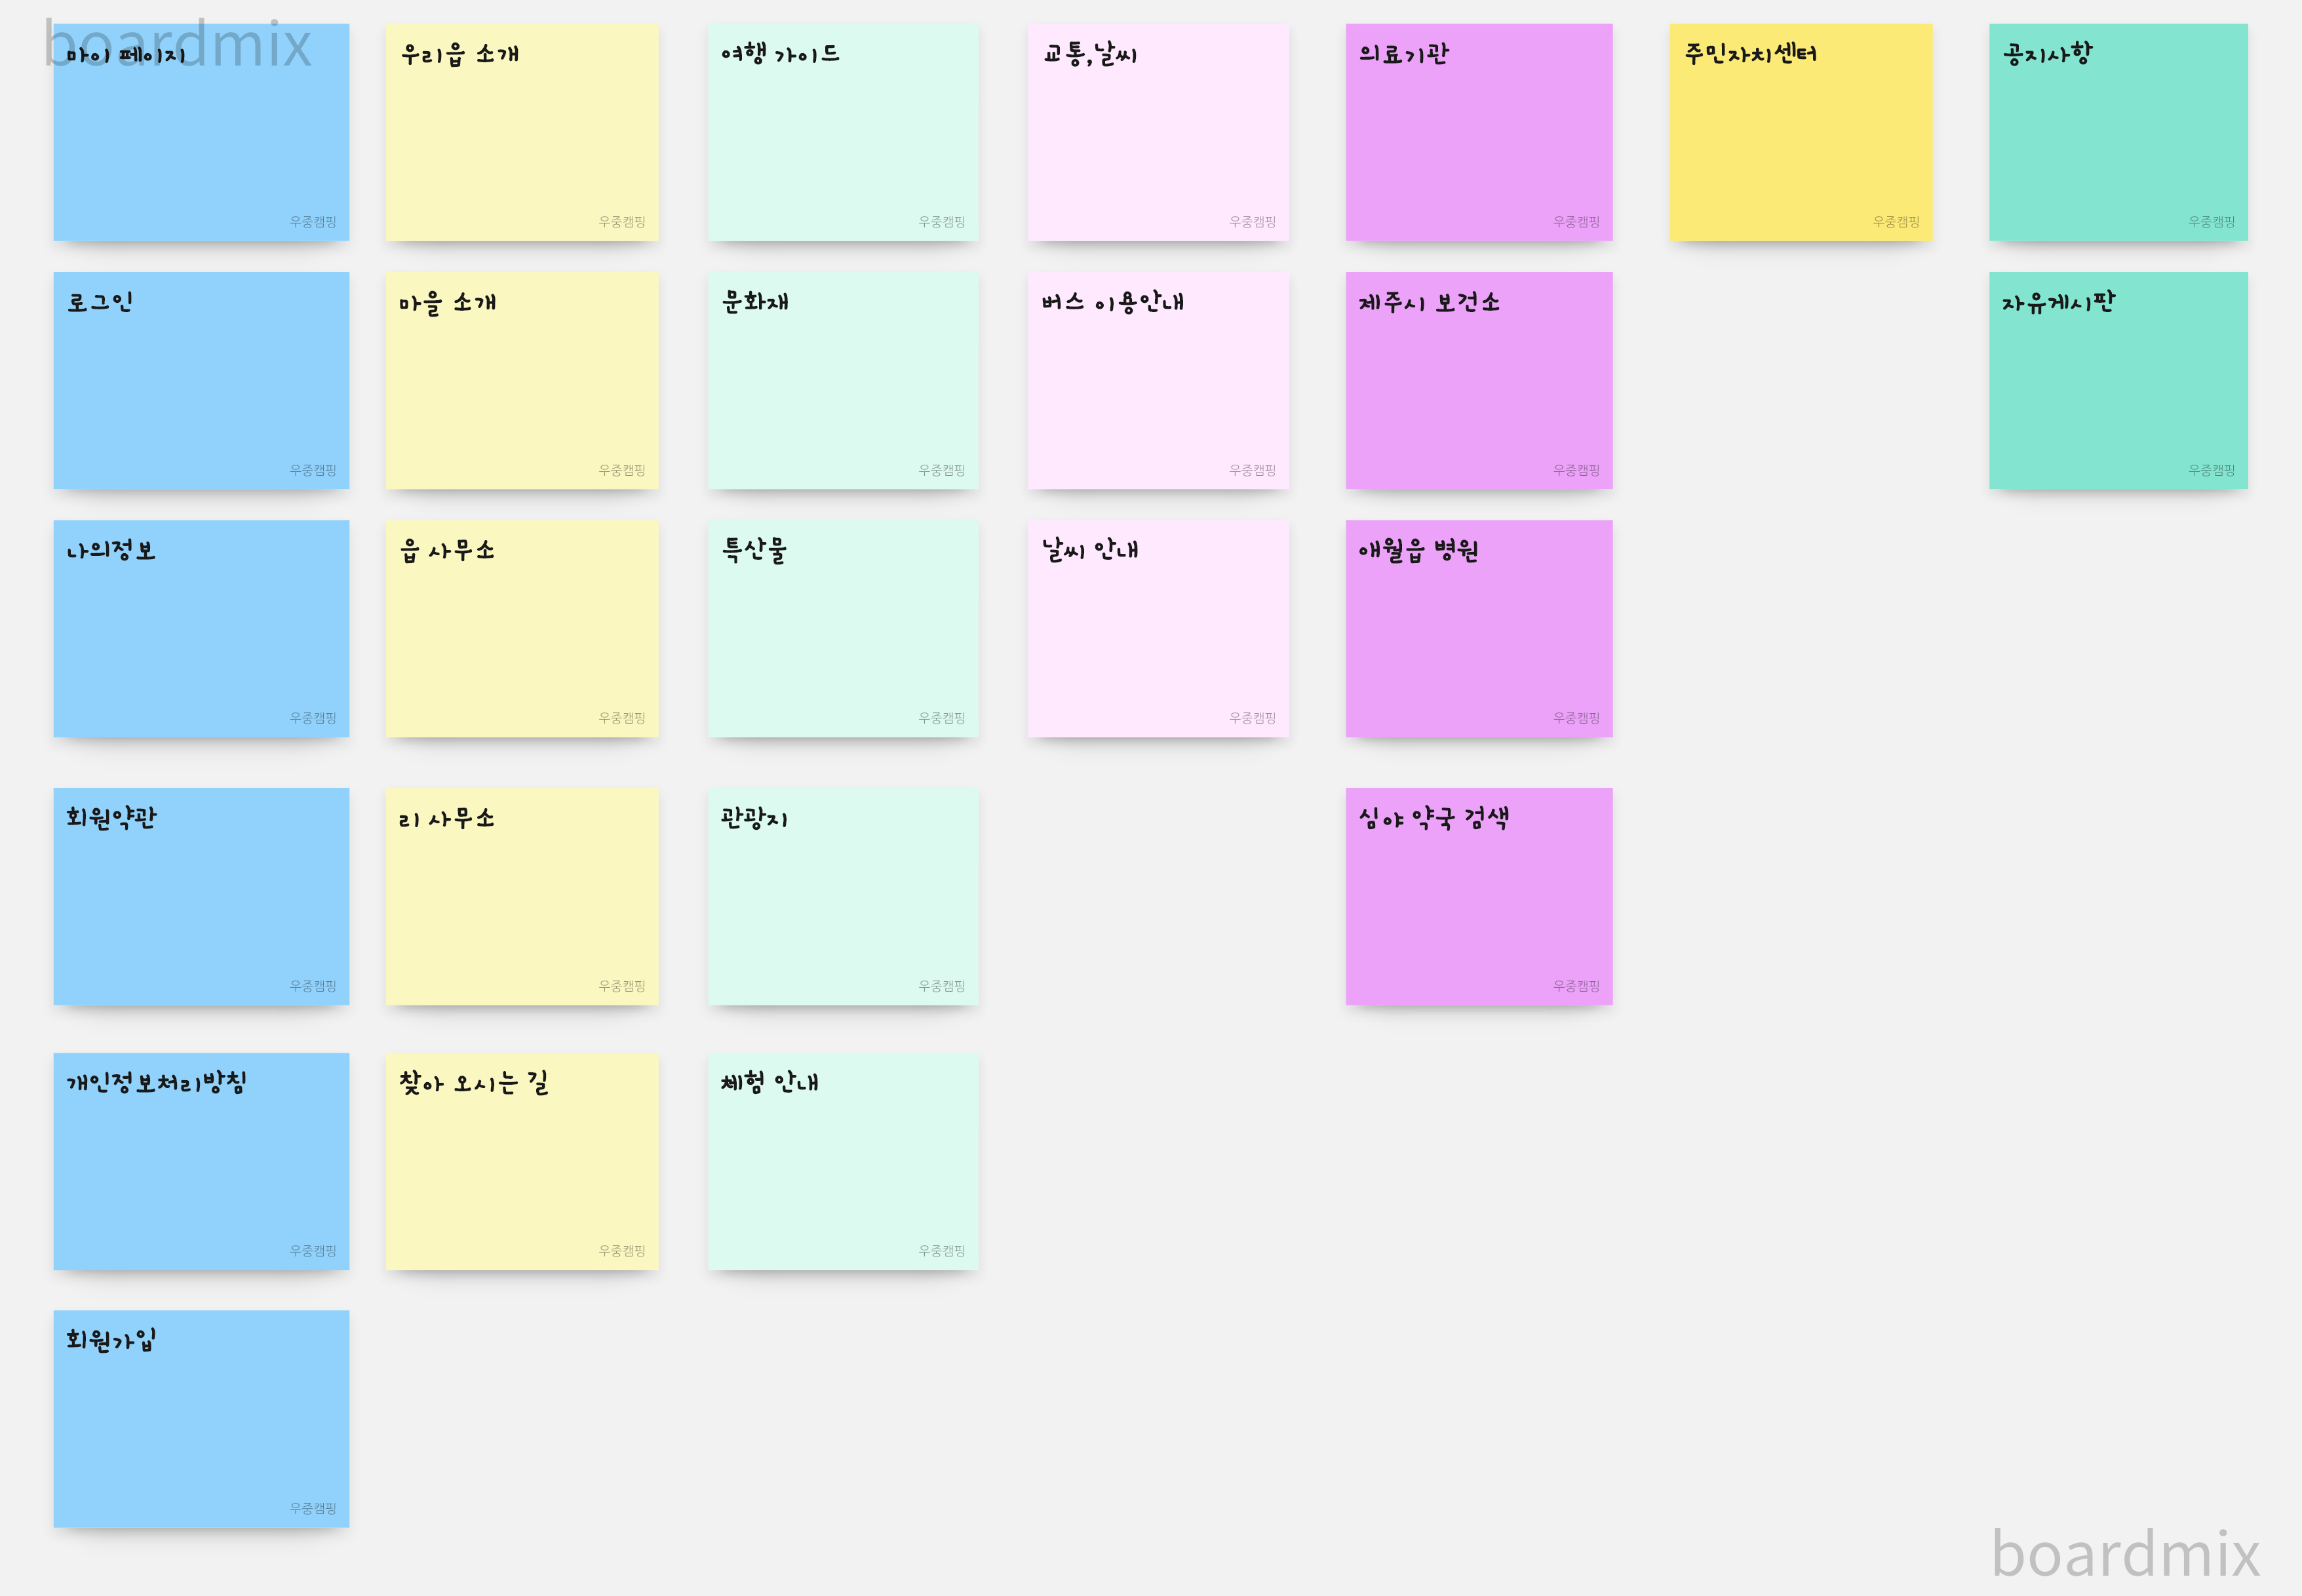 boardmix
마이 페이지
우중캠핑
우리읍 소개
우중캠핑
여행 가이드
우중캠핑
교통,날씨
우중캠핑
의료기관
우중캠핑
주민자치센터
우중캠핑
공지사항
우중캠핑
로그인
우중캠핑
마을 소개
우중캠핑
문화재
우중캠핑
버스 이용안내
우중캠핑
제주시 보건소
우중캠핑
자유게시판
우중캠핑
나의정보
우중캠핑
읍 사무소
우중캠핑
특산물
우중캠핑
날씨 안내
우중캠핑
애월읍 병원
우중캠핑
회원약관
우중캠핑
리 사무소
우중캠핑
관광지
우중캠핑
심야 약국 검색
우중캠핑
개인정보처리방침
우중캠핑
찾아 오시는 길
우중캠핑
체험 안내
우중캠핑
회원가입
우중캠핑
boardmix